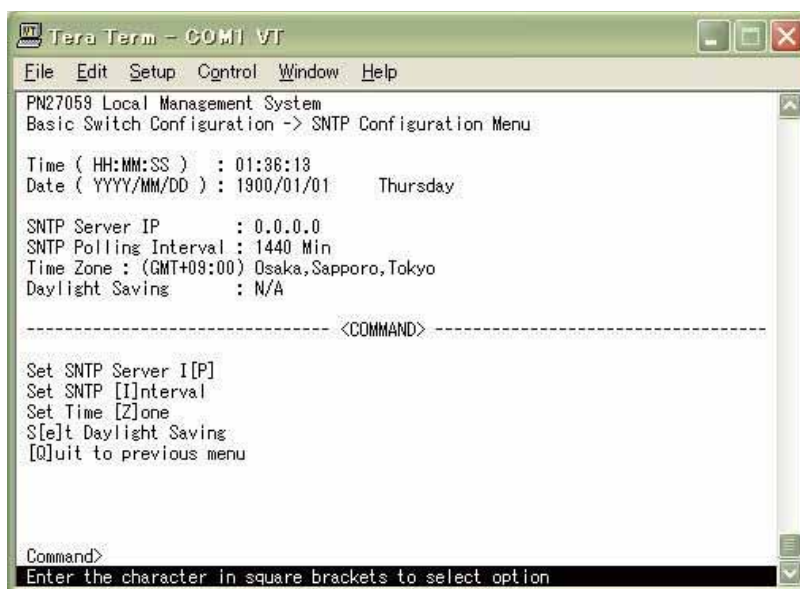 Tera Term - COM1 VT
File Edit Setup Control Window Help
PN27059 Local Management System
Basic Switch Configuration -> SNTP Configuration Menu
Time ( HH:MM:SS ) : 01:36:13
Date ( YYYY/MM/DD ) : 1900/01/01 Thursday
SNTP Server IP : 0.0.0.0
SNTP Polling Interval : 1440 Min
Time Zone : (GMT+09:00) Osaka,Sapporo,Tokyo
Daylight Saving : N/A
-------------------------------- <COMMAND> -----------------------------------
Set SNTP Server I[P]
Set SNTP [I]nterval
Set Time [Z]one
S[e]t Daylight Saving
[Q]uit to previous menu
Command>
Enter the character in square brackets to select option